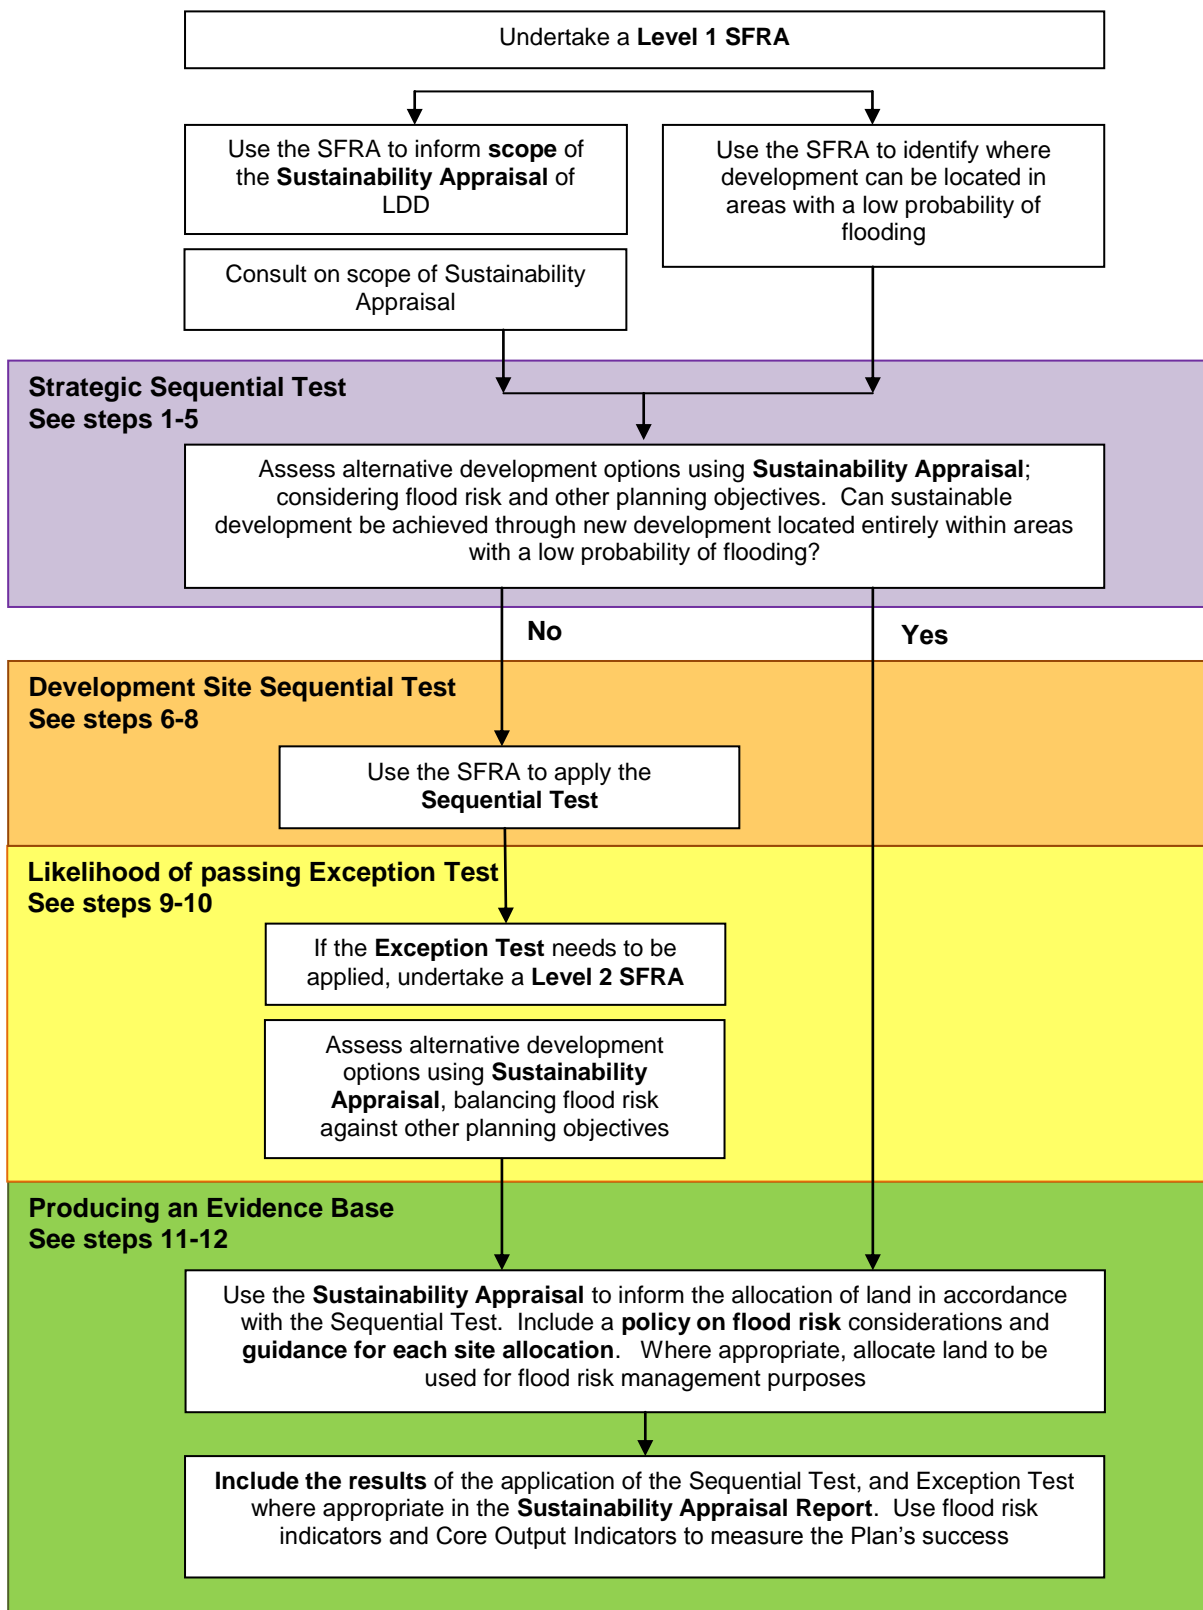 Undertake a Level 1 SFRA
Use the SFRA to inform scope of
the Sustainability Appraisal of
LDD
Use the SFRA to identify where
development can be located in
areas with a low probability of
flooding
Consult on scope of Sustainability
Appraisal
Strategic Sequential Test
See steps 1-5
Assess alternative development options using Sustainability Appraisal;
considering flood risk and other planning objectives.  Can sustainable
development be achieved through new development located entirely within areas
with a low probability of flooding?
No
Yes
Development Site Sequential Test
See steps 6-8
Use the SFRA to apply the
Sequential Test
Likelihood of passing Exception Test
See steps 9-10
If the Exception Test needs to be
applied, undertake a Level 2 SFRA
Assess alternative development
options using Sustainability
Appraisal, balancing flood risk
against other planning objectives
Producing an Evidence Base
See steps 11-12
Use the Sustainability Appraisal to inform the allocation of land in accordance
with the Sequential Test.  Include a policy on flood risk considerations and
guidance for each site allocation.   Where appropriate, allocate land to be
used for flood risk management purposes
Include the results of the application of the Sequential Test, and Exception Test
where appropriate in the Sustainability Appraisal Report.  Use flood risk
indicators and Core Output Indicators to measure the Plan’s success